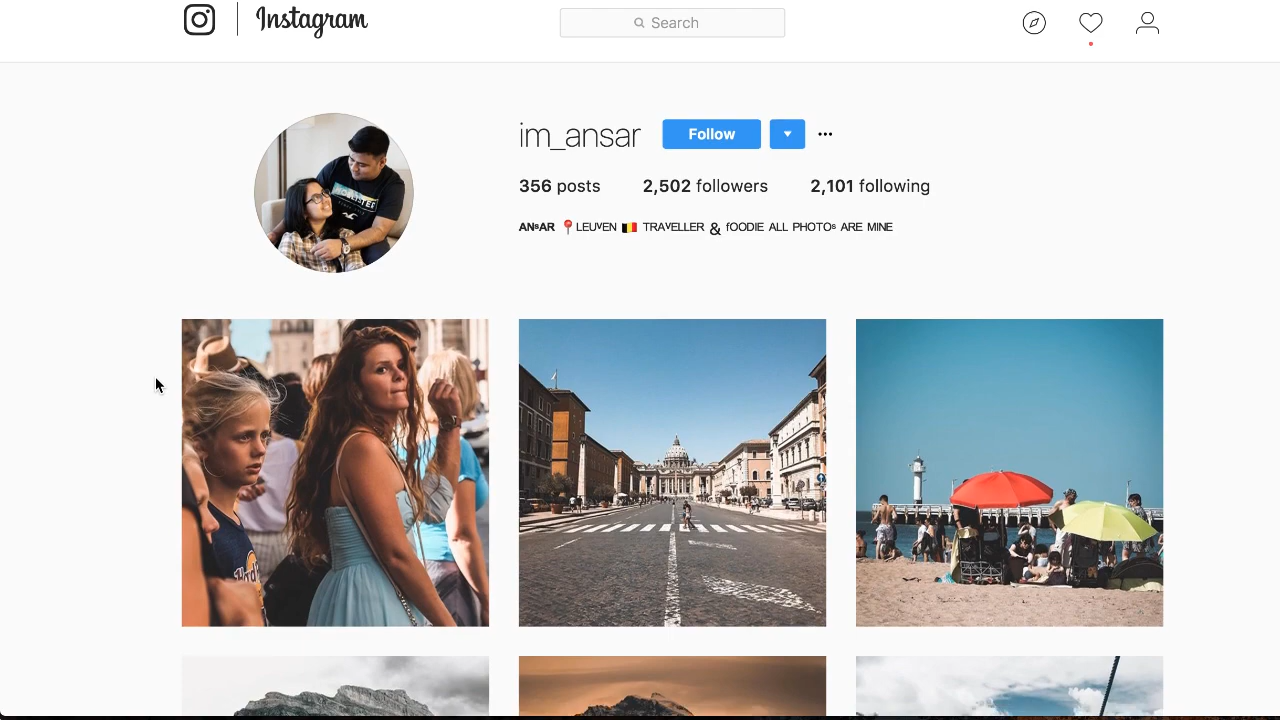 Instagram
Search
im_ansar
Follow
356 posts 2,502 followers 2,101 following
ANsAR 📍LEUVEN 🇧🇪 TRAVELLER & fOODIE ALL PHOTOs ARE MINE